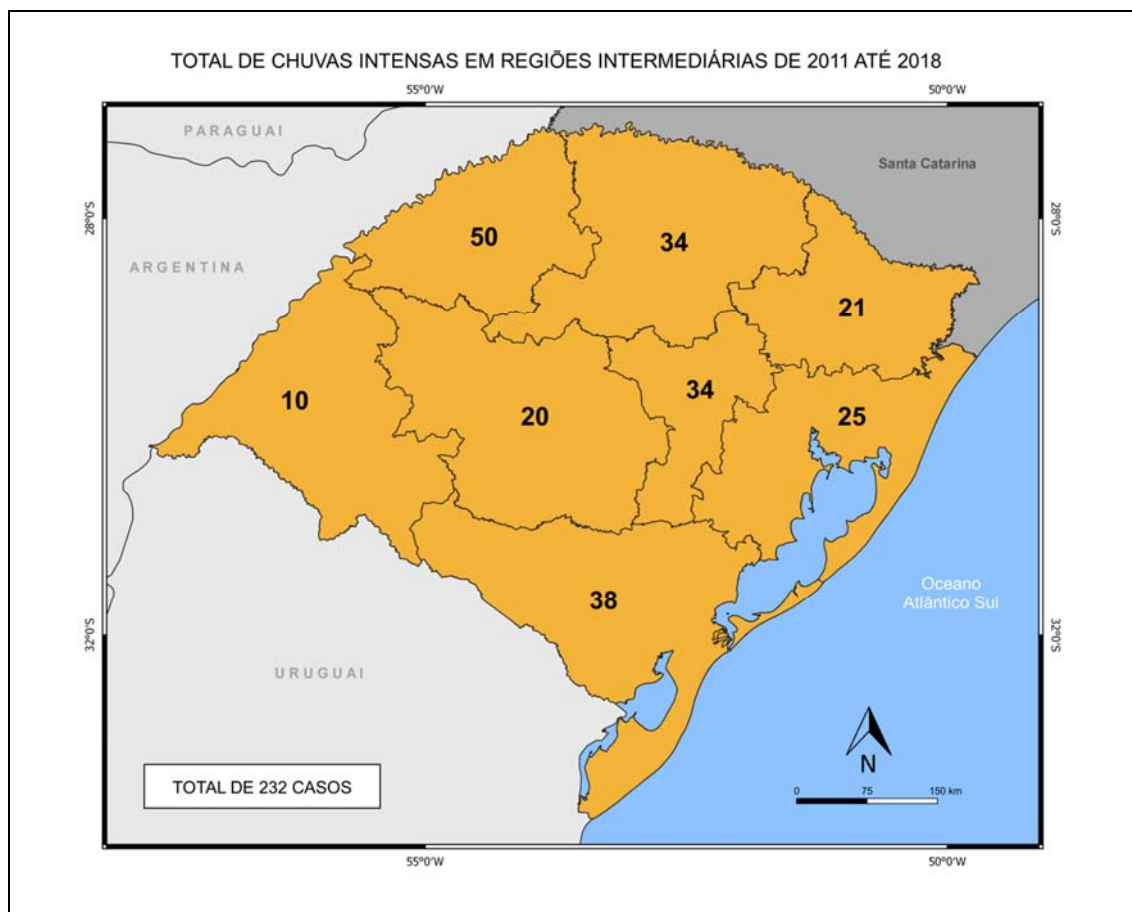 TOTAL DE CHUVAS INTENSAS EM REGIÕES INTERMEDIÁRIAS DE 2011 ATÉ 2018
55°0'W
50°0'W
PARAGUAI
Santa Catarina
28°0'S
28°0'S
50
34
ARGENTINA
21
10
20
34
25
38
Oceano
Atlântico Sul
32°0'S
32°0'S
URUGUAI
N
TOTAL DE 232 CASOS
0 75 150 km
55°0'W
50°0'W